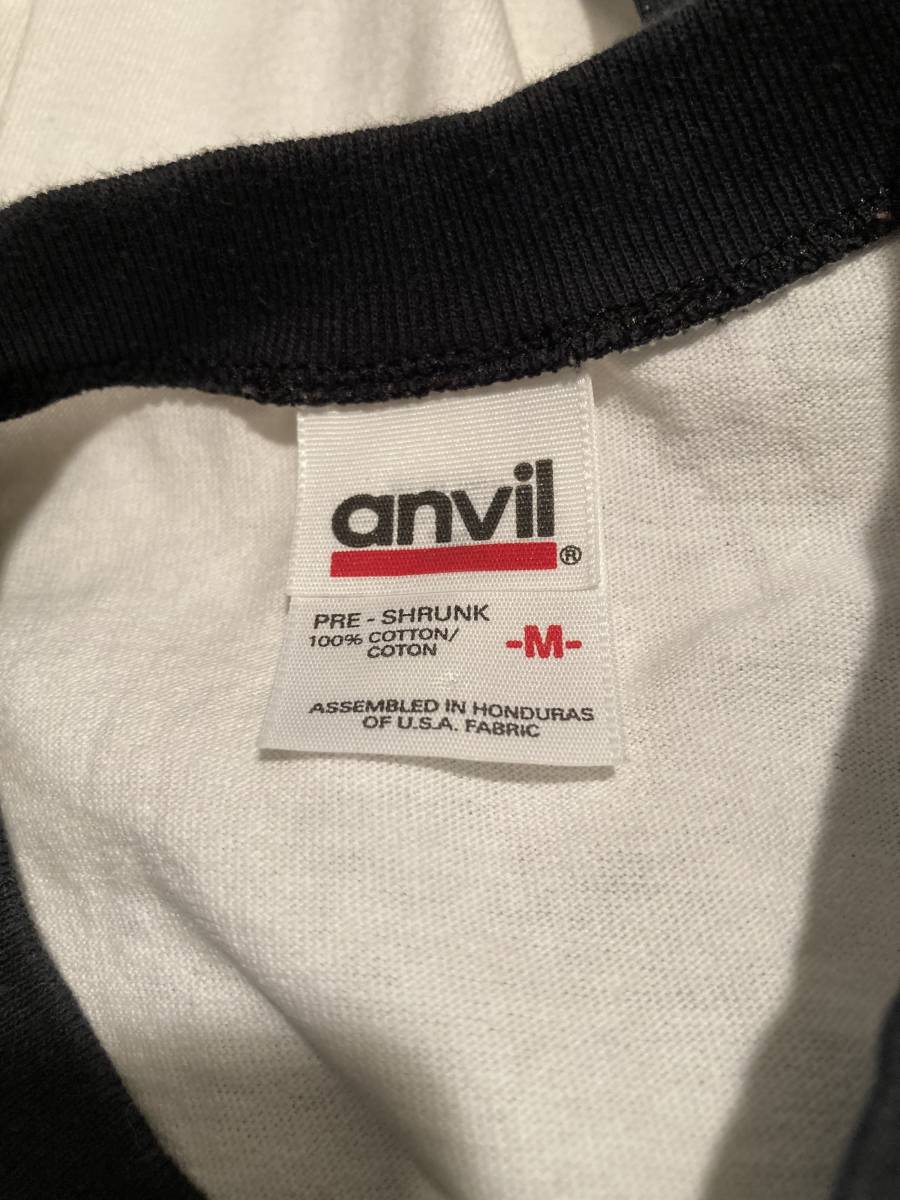 anvil®
PRE - SHRUNK
100% COTTON/
COTON
-M-
ASSEMBLED IN HONDURAS
OF U.S.A. FABRIC